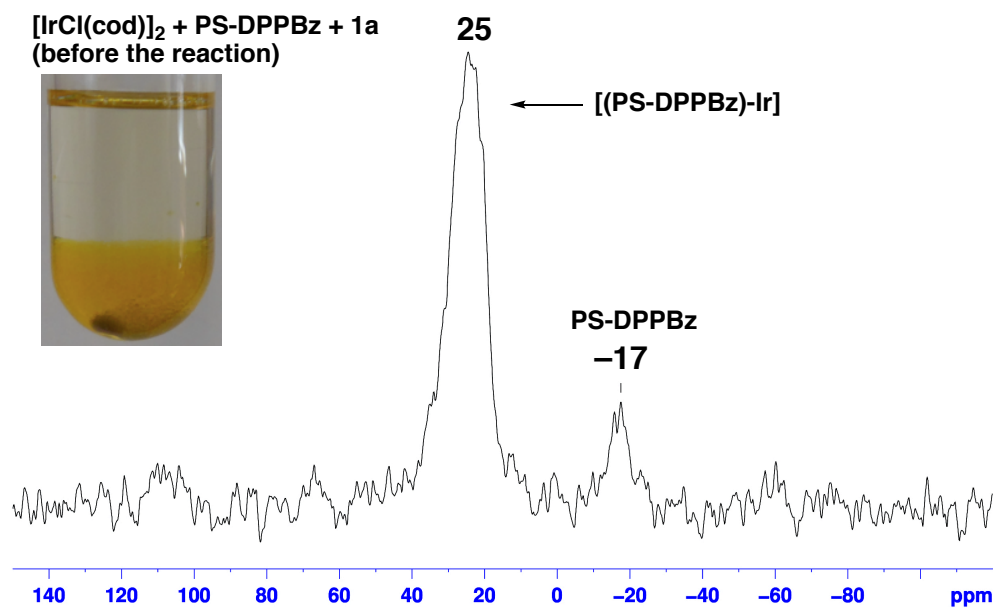 [IrCl(cod)]₂ + PS-DPPBz + 1a
(before the reaction)
25
[(PS-DPPBz)-Ir]
PS-DPPBz
–17
140 120 100 80 60 40 20 0 –20 –40 –60 –80 ppm